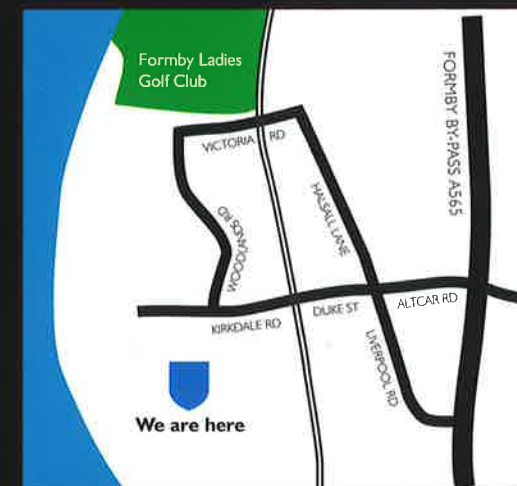 Formby Ladies
Golf Club
FORMBY BY-PASS A565
VICTORIA RD
HALSALL LANE
WOODLANDS RD
ALTCAR RD
DUKE ST
KIRKDALE RD
LIVERPOOL RD
We are here